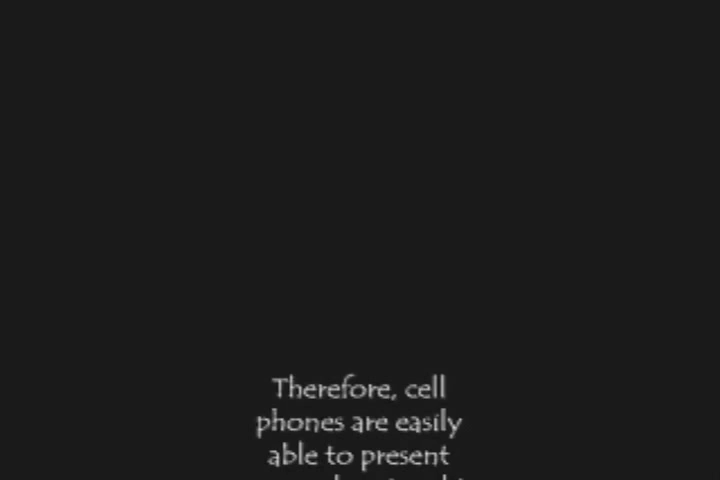 Therefore, cell
phones are easily
able to present